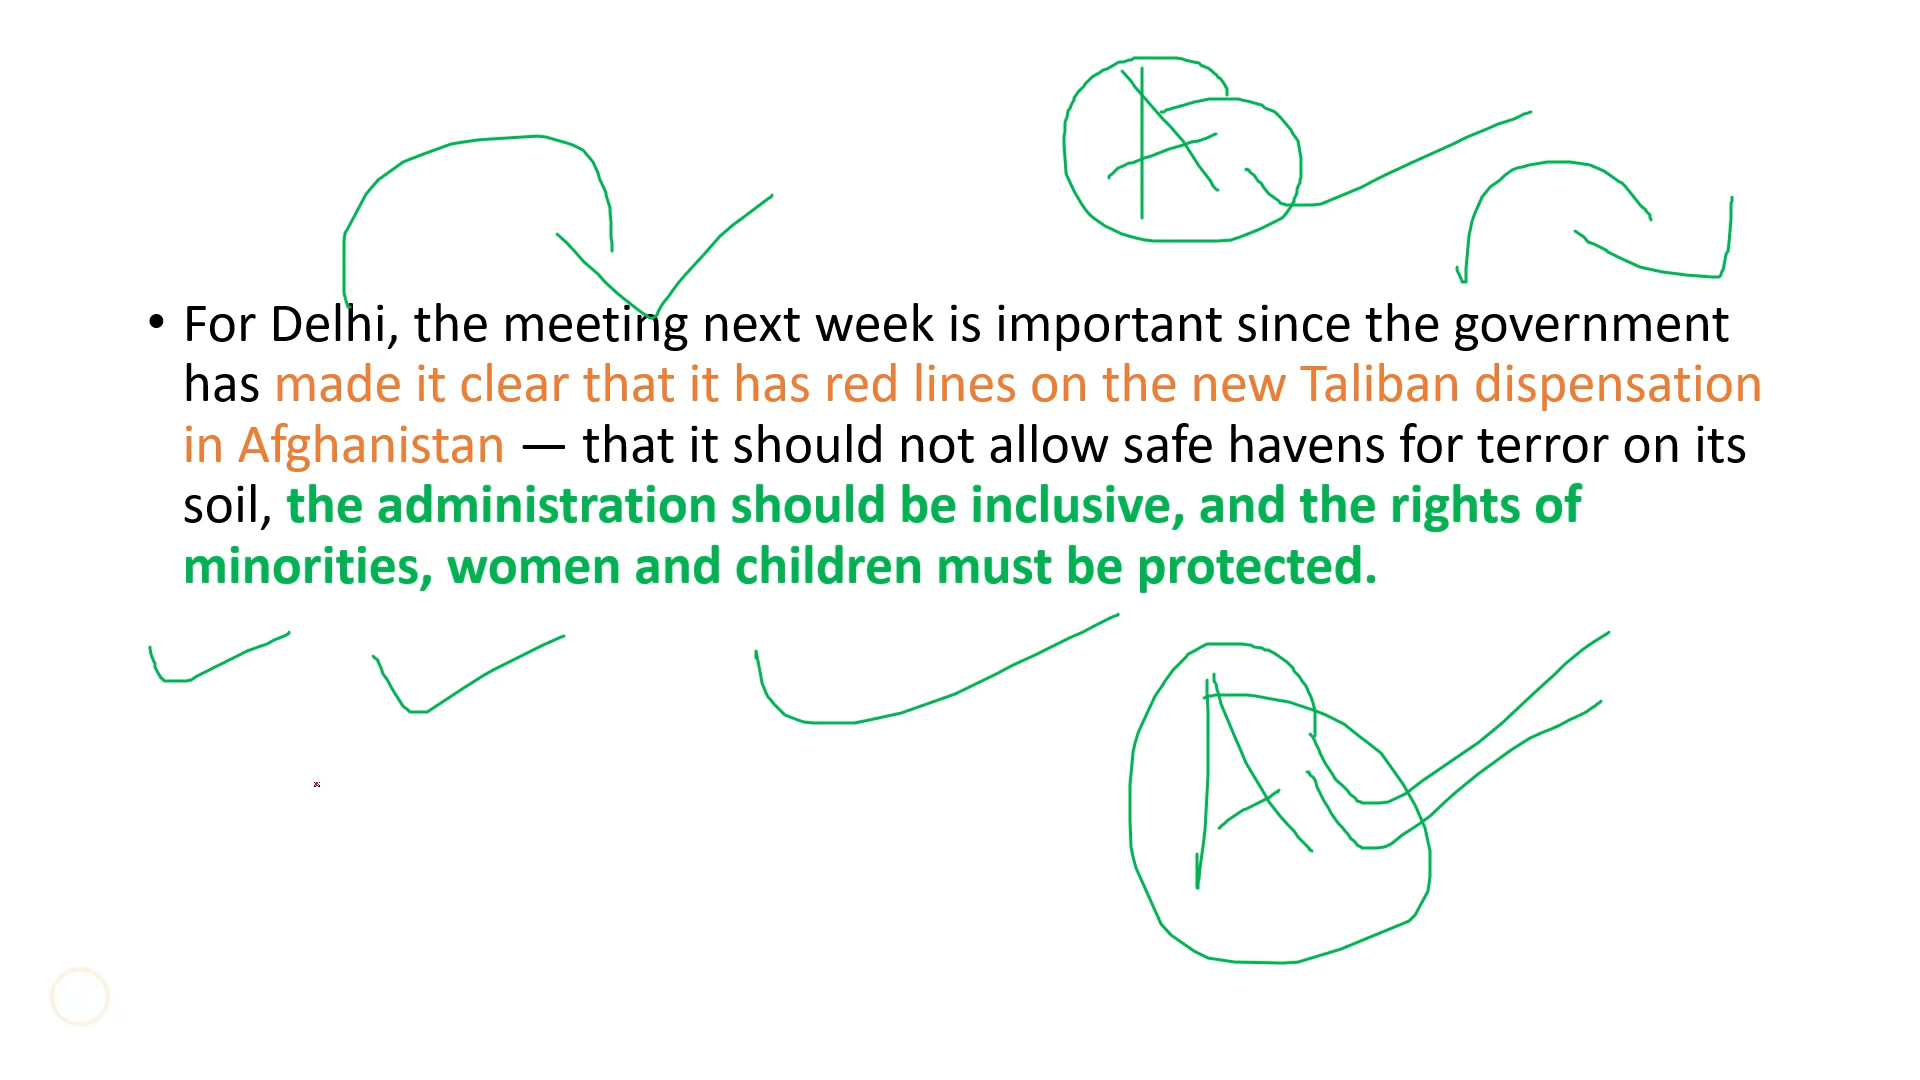 A
• For Delhi, the meeting next week is important since the government
has made it clear that it has red lines on the new Taliban dispensation
in Afghanistan — that it should not allow safe havens for terror on its
soil, the administration should be inclusive, and the rights of
minorities, women and children must be protected.
A